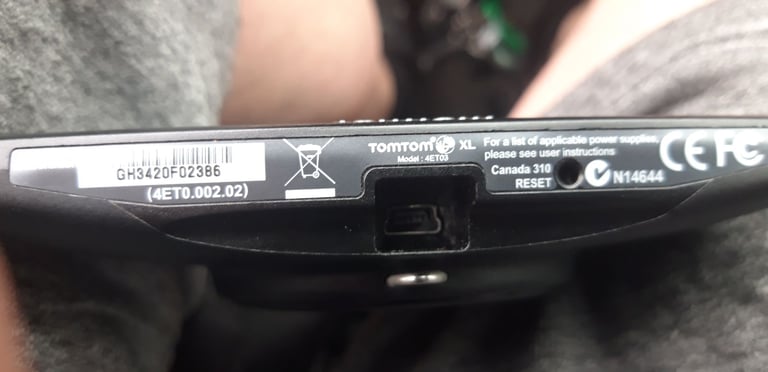 GH3420F02386
(4ET0.002.02)
TOMTOM XL
Model : 4ET03
For a list of applicable power supplies,
please see user instructions
Canada 310
RESET
N14644
CE FC